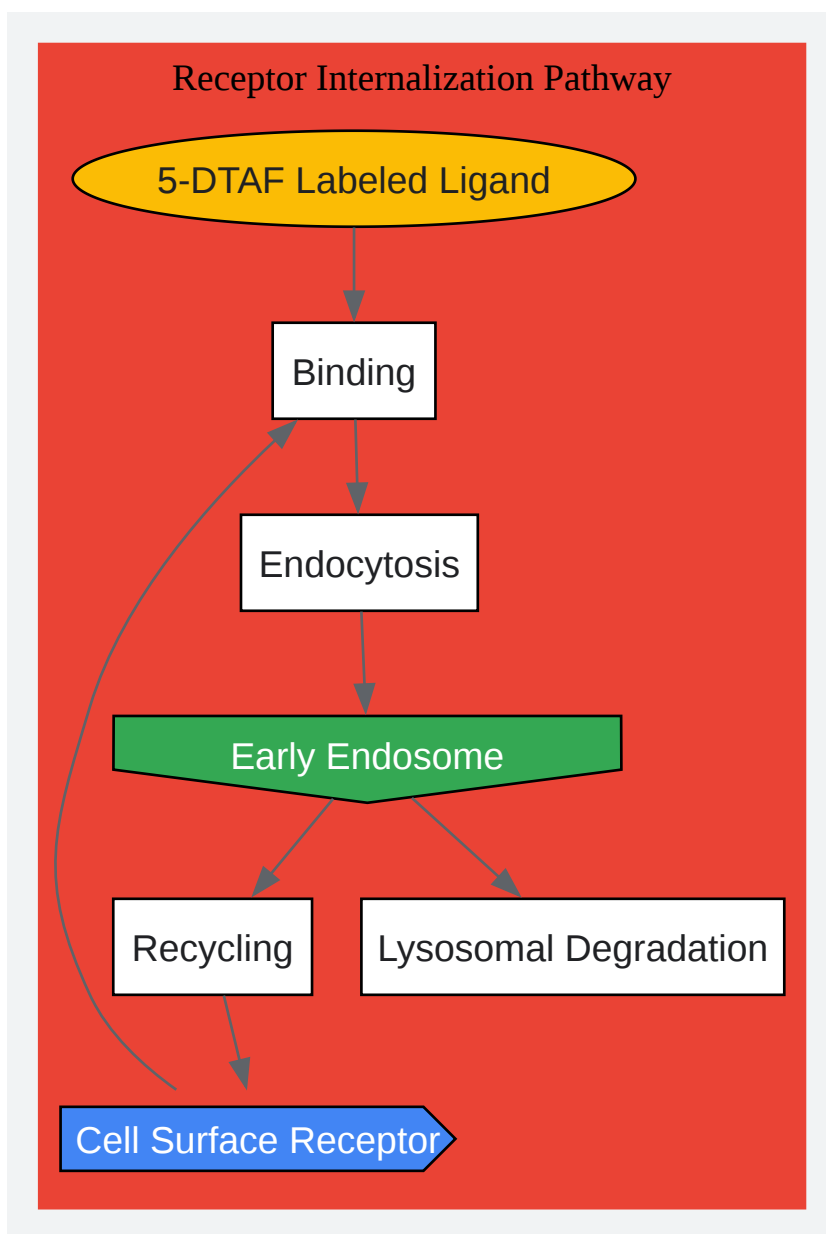 Receptor Internalization Pathway
5-DTAF Labeled Ligand
Binding
Endocytosis
Early Endosome
Recycling
Lysosomal Degradation
Cell Surface Receptor